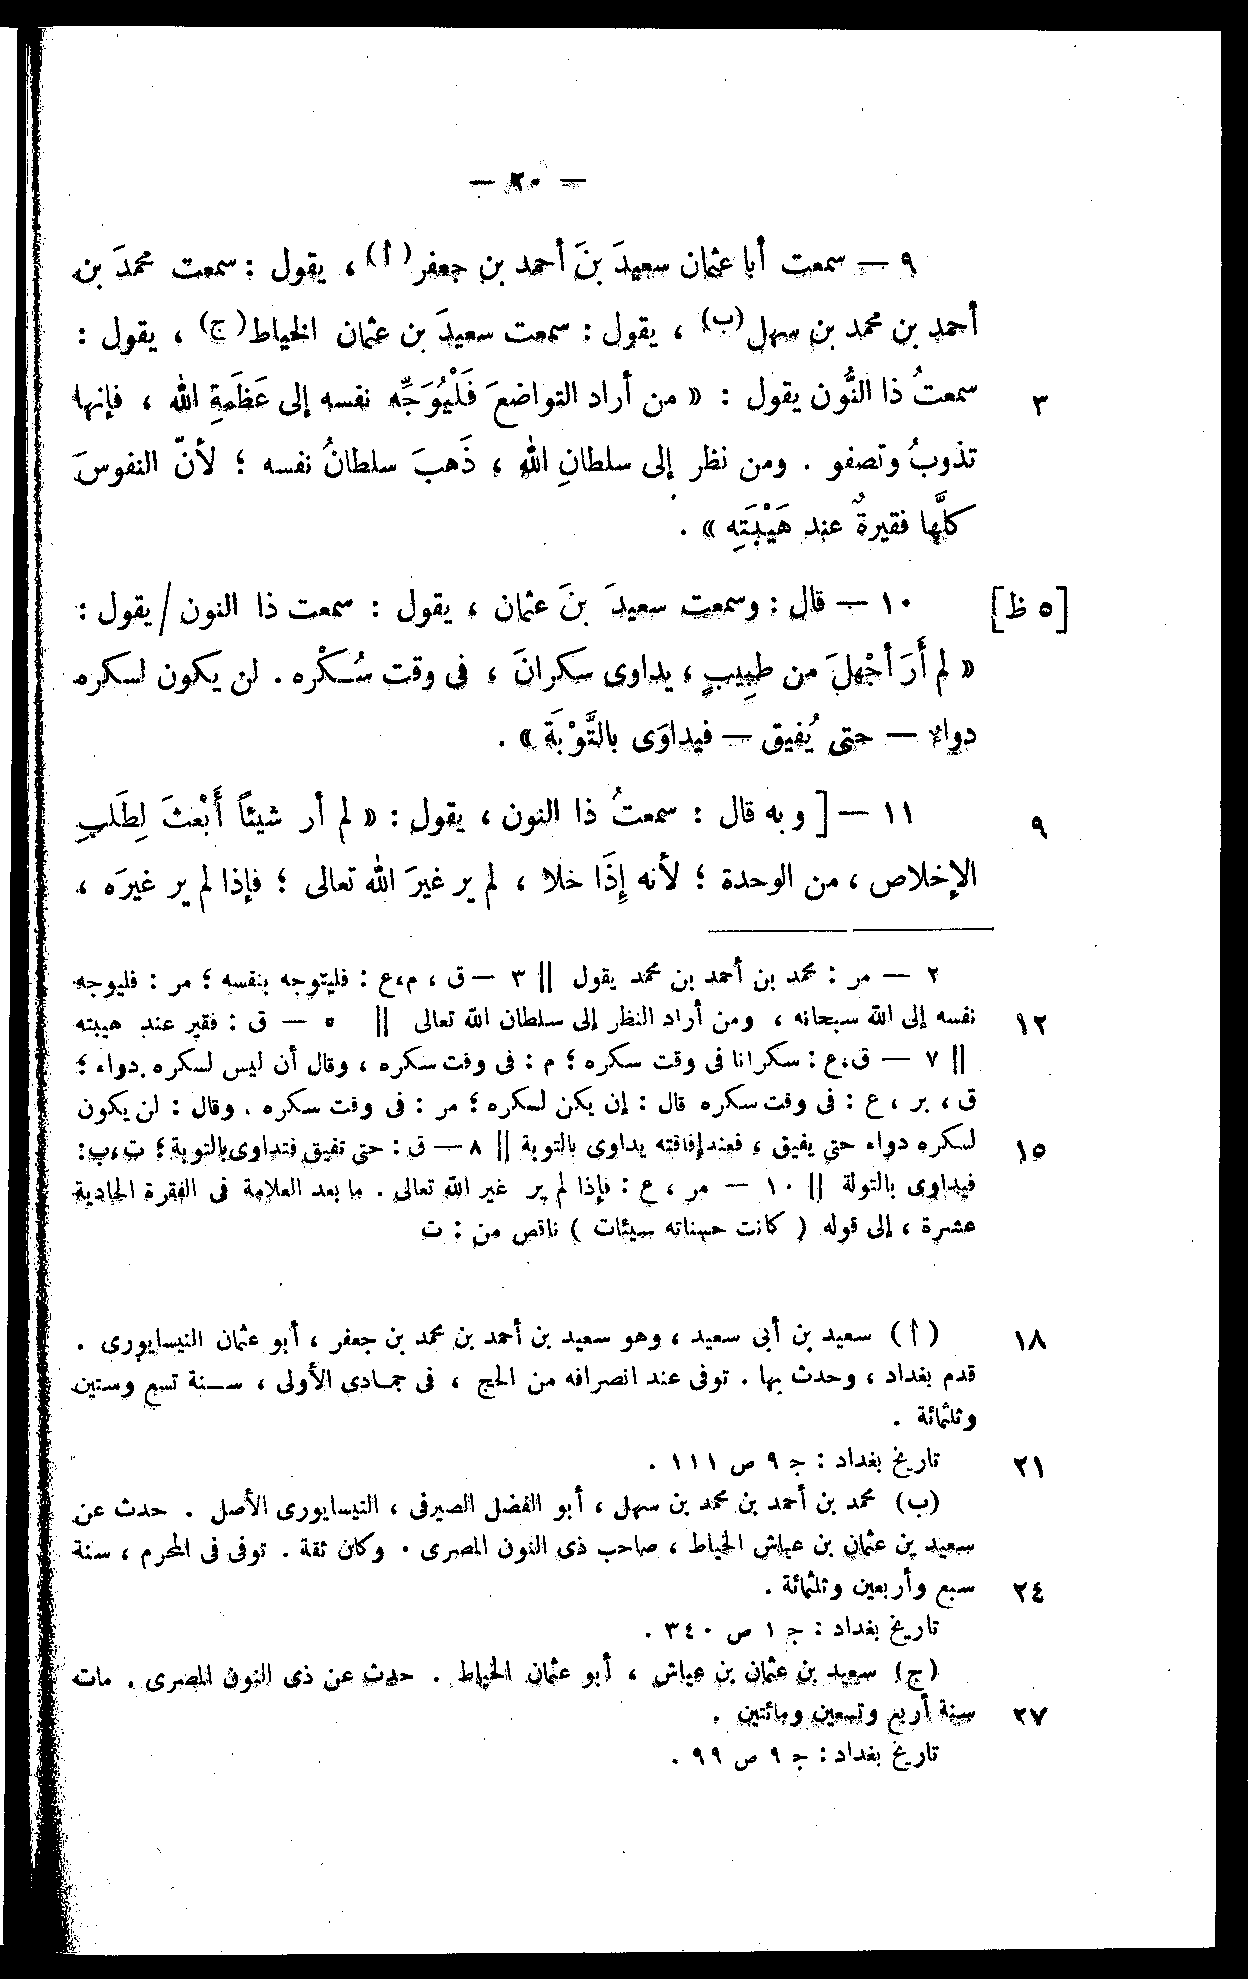 — ٢٠ —
٩ — سمعت أبا عثمان سعيدَ بنَ أحمد بن جعفر(أ)، يقول : سمعت محمدَ بن
أحمد بن محمد بن سهل(ب) ، يقول : سمعت سعيدَ بن عثمان الخياط(ج) ، يقول :
٣ سمعتُ ذا النُّون يقول : « من أراد التواضعَ فَلْيُوَجِّه نفسه إلى عَظَمةِ الله ، فإنها
تذوبُ وتصفو . ومن نظر إلى سلطانِ اللهِ ، ذَهبَ سلطانُ نفسه ؛ لأنّ النفوسَ
كلَّها فقيرةٌ عند هَيْبَتِه » .
[٥ ظ] ١٠ — قال : وسمعت سعيدَ بنَ عثمان ، يقول : سمعت ذا النون / يقول :
« لم أَرَ أجْهلَ من طبِيبٍ ، يداوى سكرانَ ، فى وقت سُكْره . لن يكون لسكره
دواء — حتى يُفيق — فيداوَى بالتَّوْبَة » .
٩ ١١ — [ وبه قال : سمعتُ ذا النون ، يقول : « لم أر شيئاً أَبْعثَ لِطَلبِ
الإخلاص ، من الوحدة ؛ لأنه إِذَا خلا ، لم ير غيرَ الله تعالى ؛ فإذا لم ير غيرَه ،
٢ — مر : محمد بن أحمد بن محمد يقول || ٣ — ق ، م،ع : فليتوجه بنفسه ؛ مر : فليوجه
١٢ نفسه إلى الله سبحانه ، ومن أراد النظر إلى سلطان الله تعالى || ٥ — ق : فقير عند هيبته
|| ٧ — ق،ع : سكرانا فى وقت سكره ؛ م : فى وقت سكره ، وقال أن ليس لسكره دواء ؛
ق ، بر ، ع : فى وقت سكره قال : إن يكن لسكره ؛ مر : فى وقت سكره . وقال : لن يكون
١٥ لسكره دواء حتى يفيق ، فعند إفاقته يداوى بالتوبة || ٨ — ق : حتى تفيق فتداوى بالتوبة ؛ ت،ب :
فيداوى بالتولة || ١٠ — مر ، ع : فإذا لم ير غير الله تعالى . ما بعد العلامة فى الفقرة الحادية
عشرة ، إلى قوله ( كانت حسناته سيئات ) ناقص من : ت
١٨ (أ) سعيد بن أبى سعيد ، وهو سعيد بن أحمد بن محمد بن جعفر ، أبو عثمان النيسابورى .
قدم بغداد ، وحدث بها . توفى عند انصرافه من الحج ، فى جمادى الأولى ، سنة تسع وستين
وثلثمائة .
٢١ تاريخ بغداد : ج ٩ ص ١١١ .
(ب) محمد بن أحمد بن محمد بن سهل ، أبو الفضل الصيرفى ، النيسابورى الأصل . حدث عن
سعيد بن عثمان بن عياش الخياط ، صاحب ذى النون المصرى . وكان ثقة . توفى فى المحرم ، سنة
٢٤ سبع وأربعين وثلثمائة .
تاريخ بغداد : ج ١ ص ٣٤٠ .
(ج) سعيد بن عثمان بن عياش ، أبو عثمان الخياط . حدث عن ذى النون المصرى . مات
٢٧ سنة أربع وتسعين ومائتين .
تاريخ بغداد : ج ٩ ص ٩٩ .